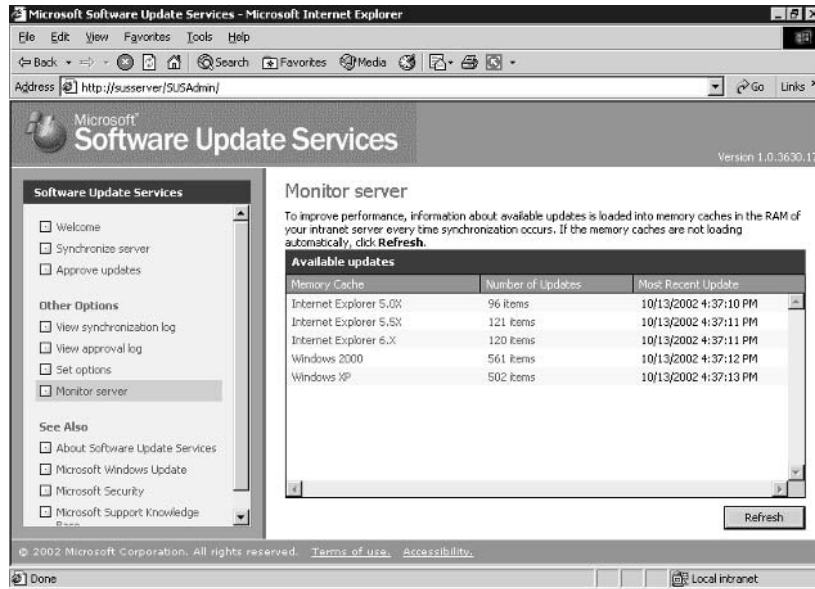 Microsoft Software Update Services - Microsoft Internet Explorer
File Edit View Favorites Tools Help
Back Search Favorites Media
Address http://susserver/SUSAdmin/ Go Links
Microsoft
Software Update Services
Version 1.0.3630.1
Software Update Services
Welcome
Synchronize server
Approve updates
Other Options
View synchronization log
View approval log
Set options
Monitor server
See Also
About Software Update Services
Microsoft Windows Update
Microsoft Security
Microsoft Support Knowledge
Base
Monitor server
To improve performance, information about available updates is loaded into memory caches in the RAM of
your intranet server every time synchronization occurs. If the memory caches are not loading
automatically, click Refresh.
Available updates
Memory Cache Number of Updates Most Recent Update
Internet Explorer 5.0X 96 items 10/13/2002 4:37:10 PM
Internet Explorer 5.5X 121 items 10/13/2002 4:37:11 PM
Internet Explorer 6.X 120 items 10/13/2002 4:37:11 PM
Windows 2000 561 items 10/13/2002 4:37:12 PM
Windows XP 502 items 10/13/2002 4:37:13 PM
Refresh
© 2002 Microsoft Corporation. All rights reserved. Terms of use. Accessibility.
Done Local intranet